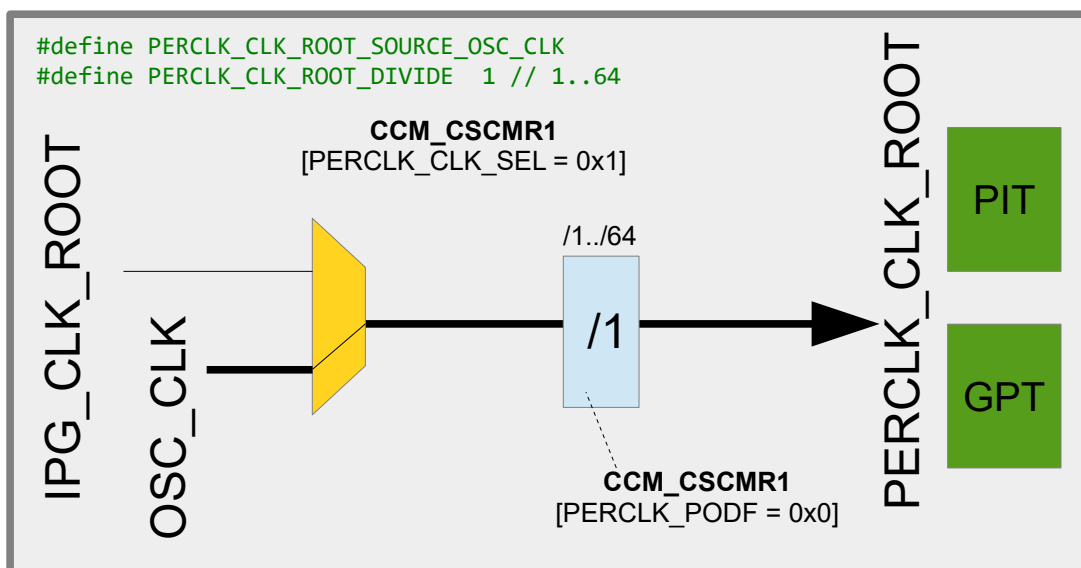 #define PERCLK_CLK_ROOT_SOURCE_OSC_CLK
#define PERCLK_CLK_ROOT_DIVIDE  1 // 1..64
CCM_CSCMR1
[PERCLK_CLK_SEL = 0x1]
IPG_CLK_ROOT
OSC_CLK
/1../64
/1
CCM_CSCMR1
[PERCLK_PODF = 0x0]
PERCLK_CLK_ROOT
PIT
GPT